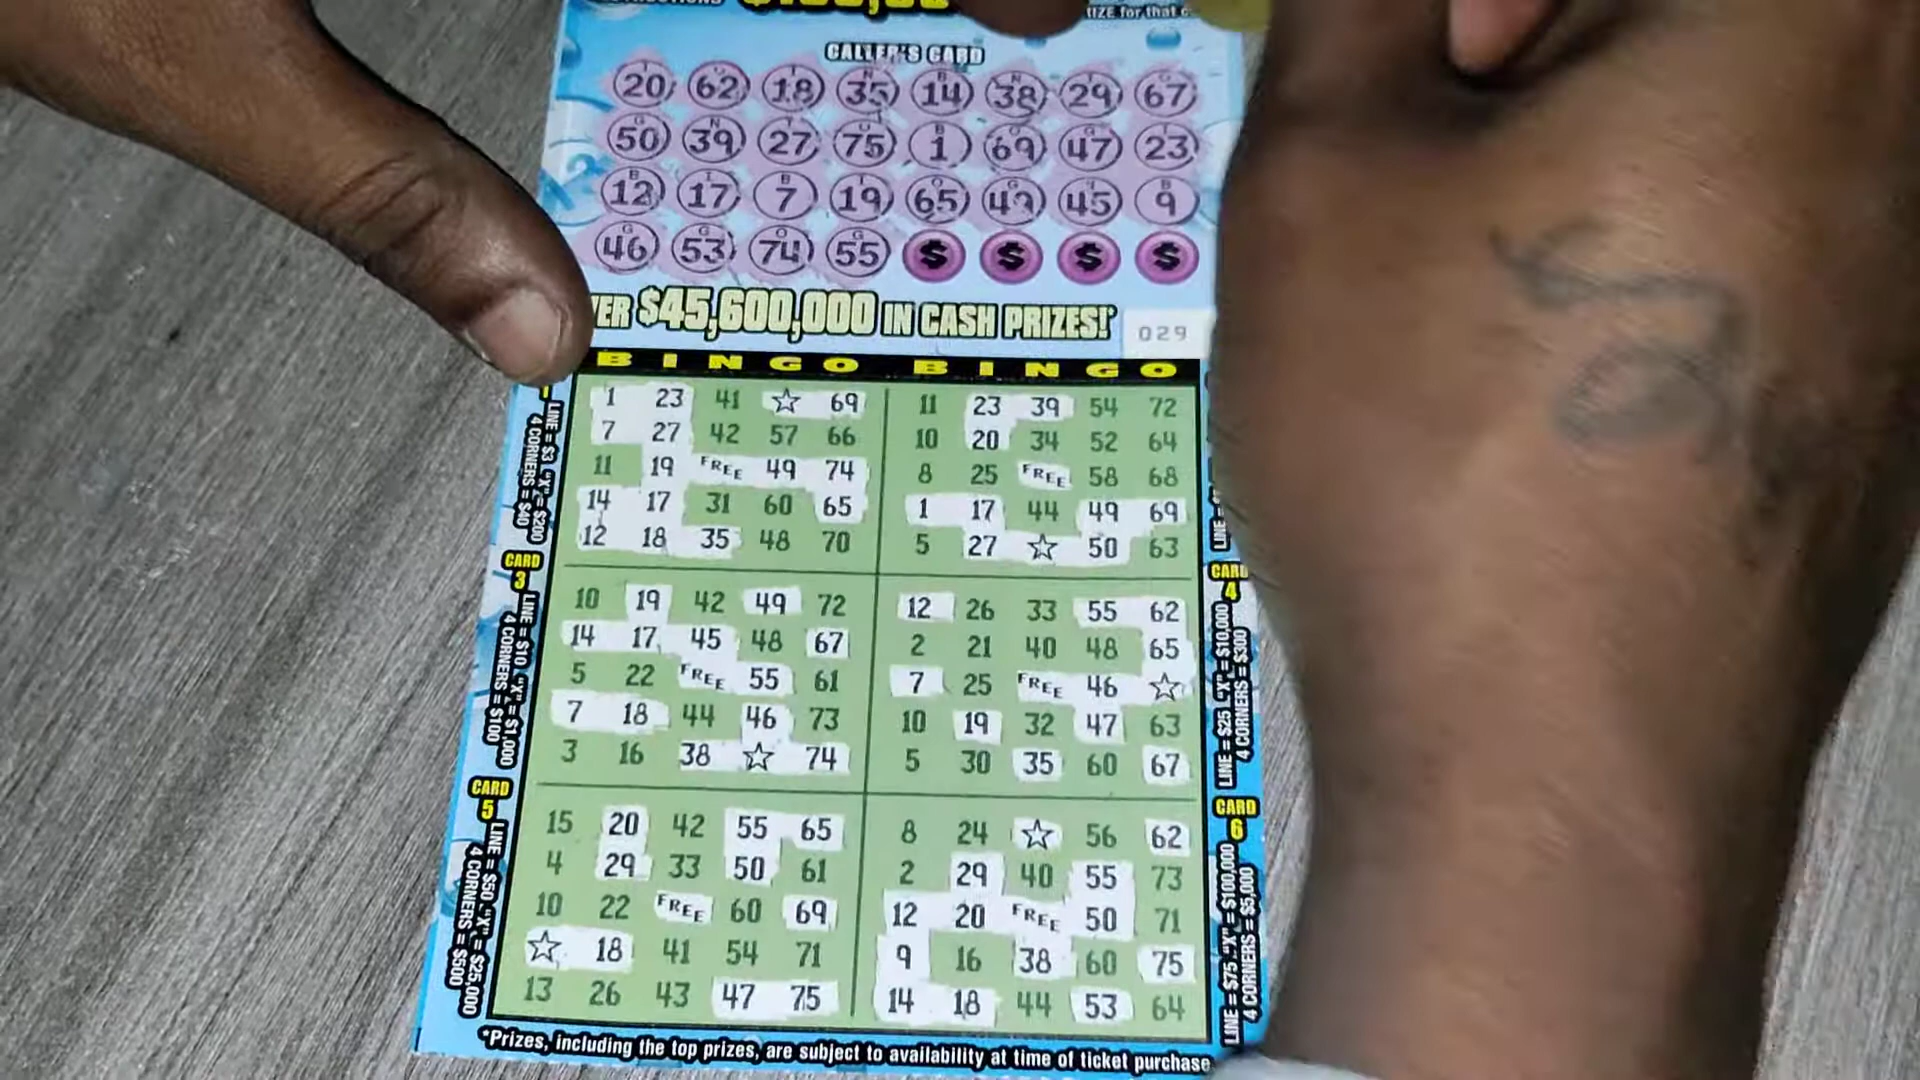 CALLER'S CARD
I O I N B N I O
20 62 18 35 14 38 29 67
G N I O B O G I
50 39 27 75 1 69 47 23
B I B I O G N B
12 17 7 19 65 49 45 9
G G O G
46 53 74 55 $ $ $ $
$45,600,000 IN CASH PRIZES!*
029
B I N G O B I N G O
1 23 41 ☆ 69 11 23 39 54 72
7 27 42 57 66 10 20 34 52 64
11 19 FREE 49 74 8 25 FREE 58 68
14 17 31 60 65 1 17 44 49 69
12 18 35 48 70 5 27 ☆ 50 63
LINE = $3 "X" = $200
4 CORNERS = $40
LINE =
CARD 3
10 19 42 49 72
14 17 45 48 67
5 22 FREE 55 61
7 18 44 46 73
3 16 38 ☆ 74
LINE = $10 "X" = $1,000
4 CORNERS = $100
CARD 4
12 26 33 55 62
2 21 40 48 65
7 25 FREE 46 ☆
10 19 32 47 63
5 30 35 60 67
LINE = $25 "X" = $10,000
4 CORNERS = $300
CARD 5
15 20 42 55 65
4 29 33 50 61
10 22 FREE 60 69
☆ 18 41 54 71
13 26 43 47 75
LINE = $50 "X" = $25,000
4 CORNERS = $500
CARD 6
8 24 ☆ 56 62
2 29 40 55 73
12 20 FREE 50 71
9 16 38 60 75
14 18 44 53 64
LINE = $75 "X" = $100,000
4 CORNERS = $5,000
*Prizes, including the top prizes, are subject to availability at time of ticket purchase